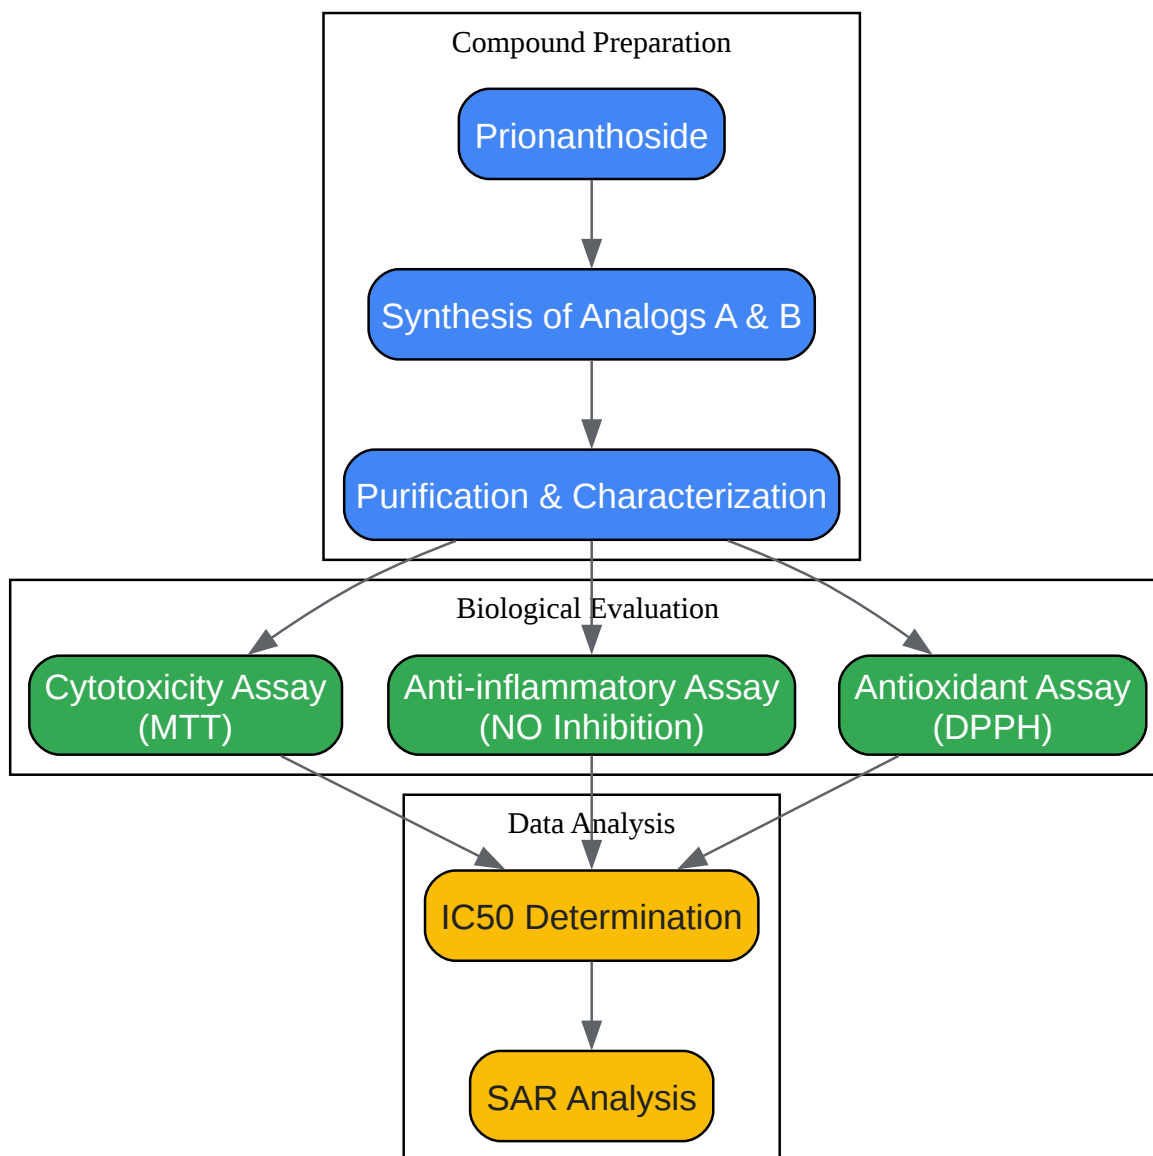 Compound Preparation
Prionanthoside
Synthesis of Analogs A & B
Purification & Characterization
Biological Evaluation
Cytotoxicity Assay
(MTT)
Anti-inflammatory Assay
(NO Inhibition)
Antioxidant Assay
(DPPH)
Data Analysis
IC50 Determination
SAR Analysis